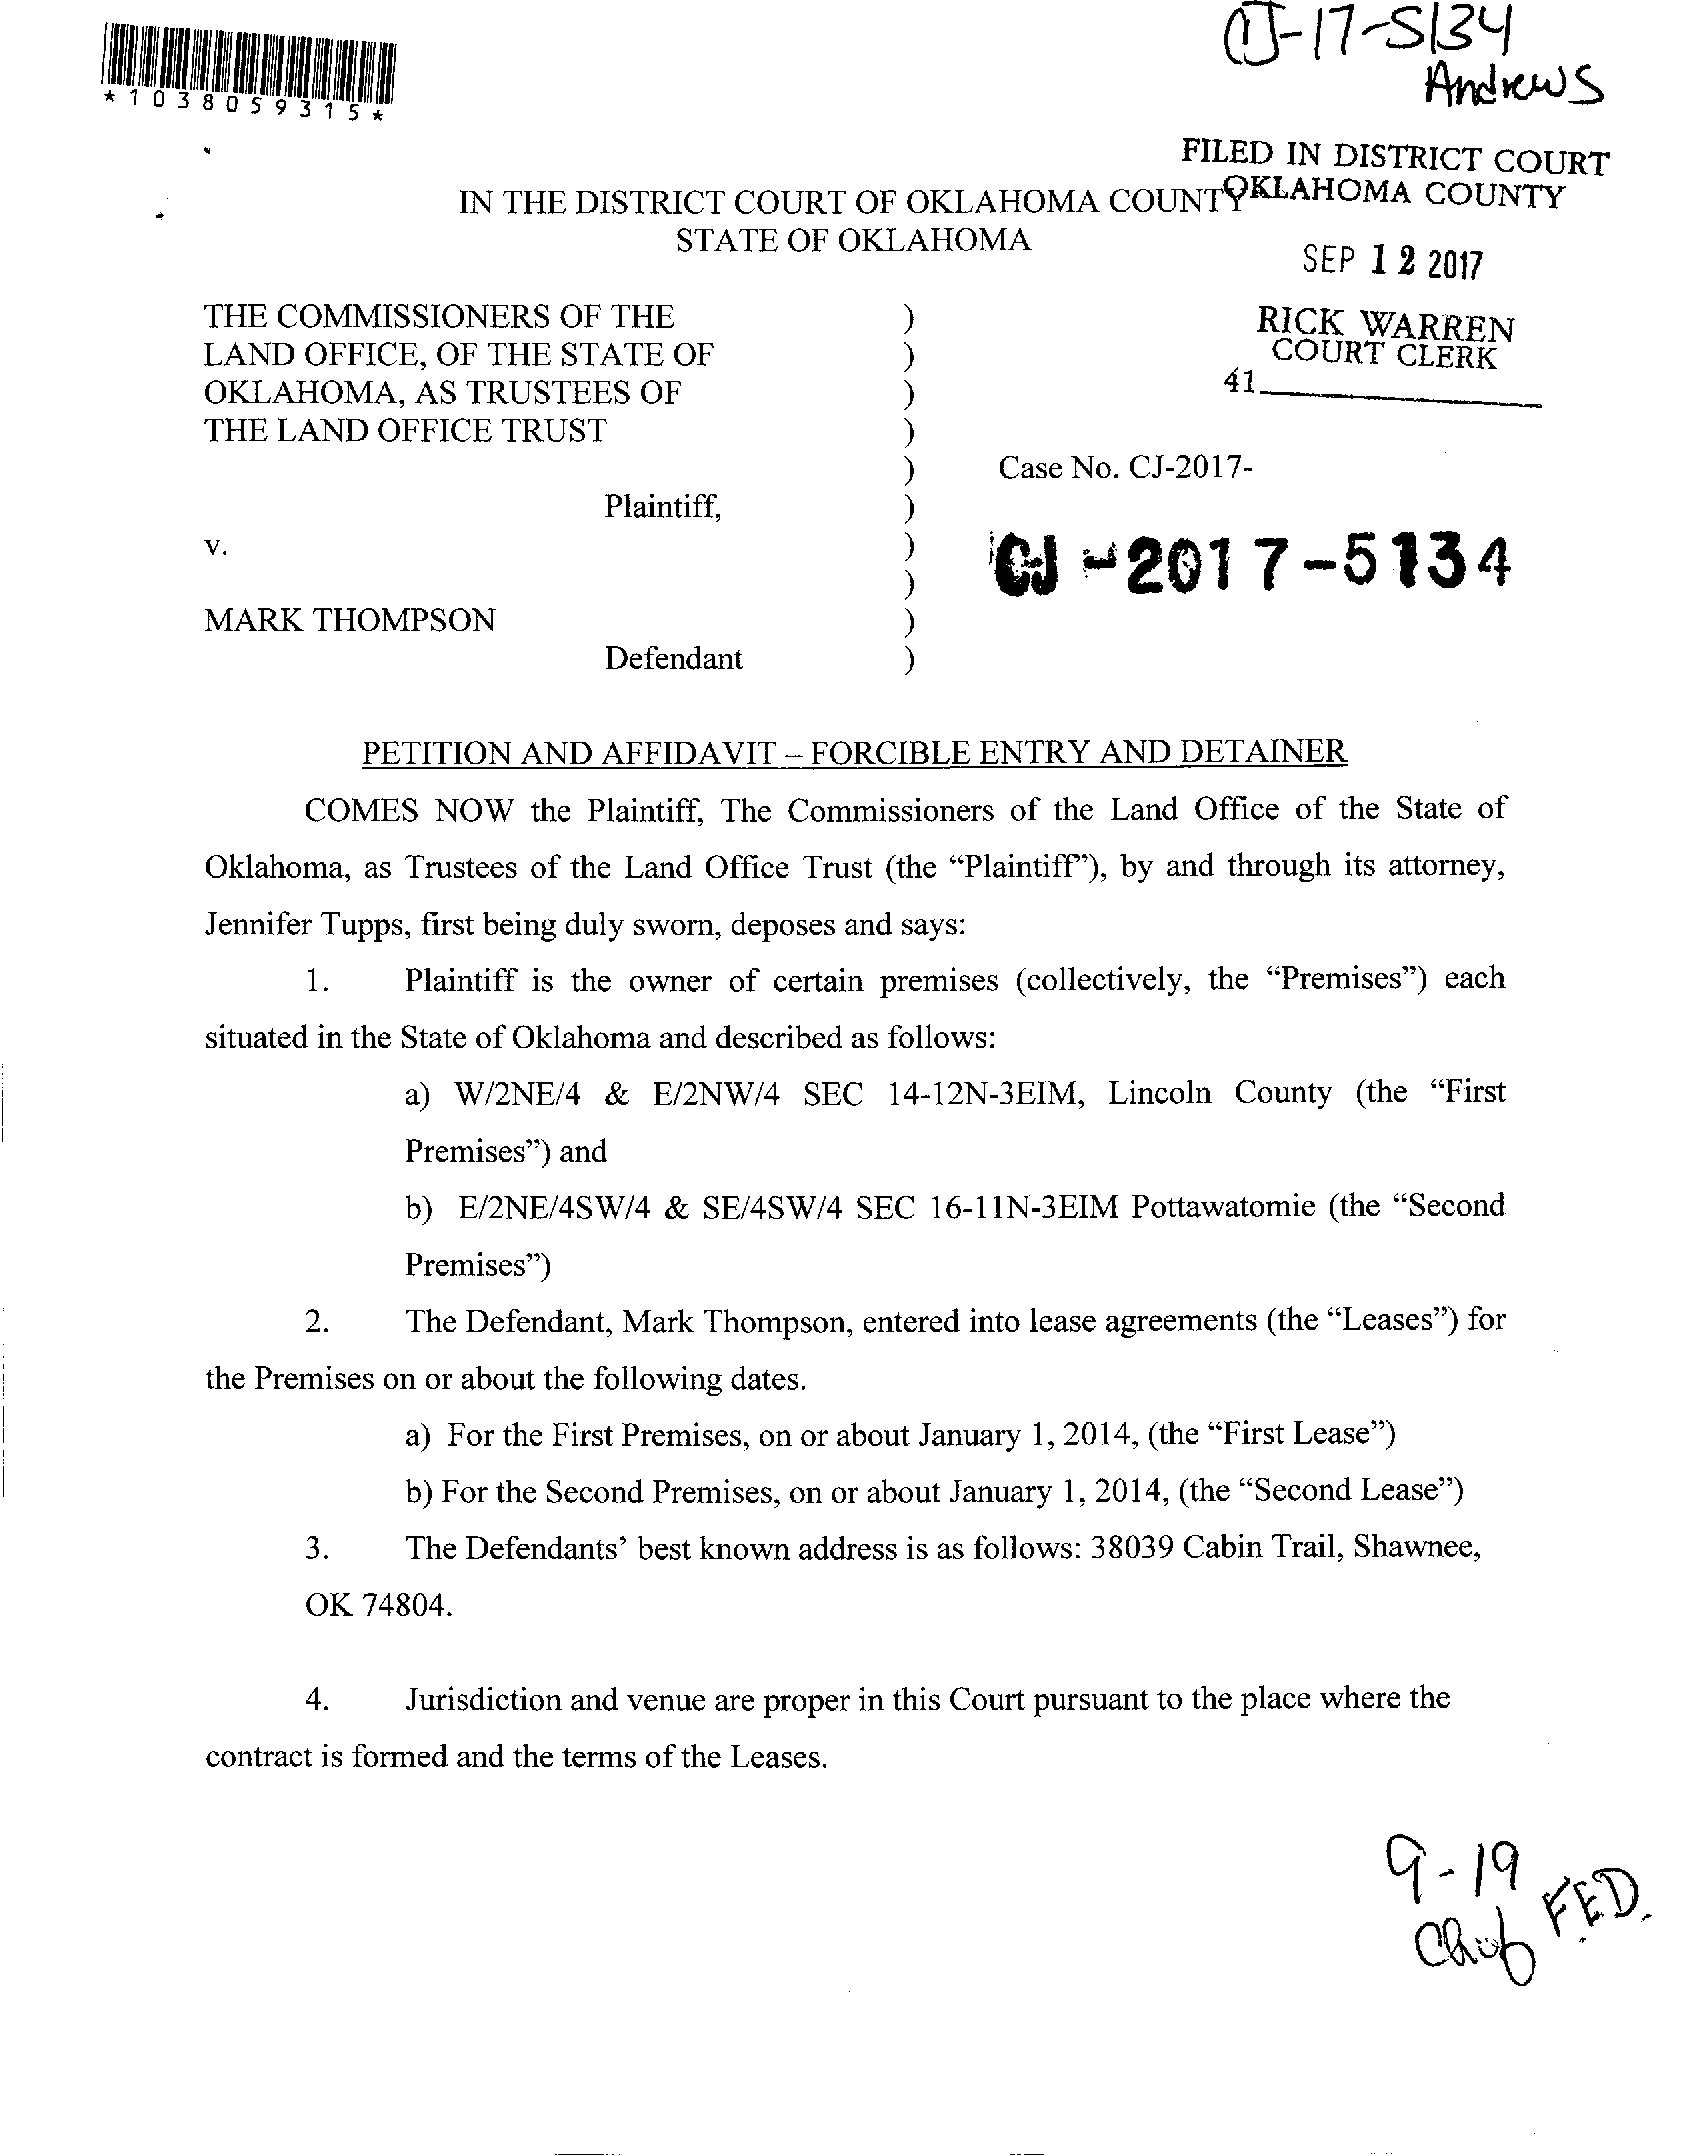 CJ-17-5134
Andrews
*1038059315*
FILED IN DISTRICT COURT
OKLAHOMA COUNTY
IN THE DISTRICT COURT OF OKLAHOMA COUNTY
STATE OF OKLAHOMA
SEP 12 2017
THE COMMISSIONERS OF THE )
LAND OFFICE, OF THE STATE OF )
OKLAHOMA, AS TRUSTEES OF )
THE LAND OFFICE TRUST )
RICK WARREN
COURT CLERK
41
) Case No. CJ-2017-
Plaintiff, )
v. )
CJ-2017-5134
)
MARK THOMPSON )
Defendant )
PETITION AND AFFIDAVIT – FORCIBLE ENTRY AND DETAINER
COMES NOW the Plaintiff, The Commissioners of the Land Office of the State of
Oklahoma, as Trustees of the Land Office Trust (the “Plaintiff”), by and through its attorney,
Jennifer Tupps, first being duly sworn, deposes and says:
1. Plaintiff is the owner of certain premises (collectively, the “Premises”) each
situated in the State of Oklahoma and described as follows:
a) W/2NE/4 & E/2NW/4 SEC 14-12N-3EIM, Lincoln County (the “First
Premises”) and
b) E/2NE/4SW/4 & SE/4SW/4 SEC 16-11N-3EIM Pottawatomie (the “Second
Premises”)
2. The Defendant, Mark Thompson, entered into lease agreements (the “Leases”) for
the Premises on or about the following dates.
a) For the First Premises, on or about January 1, 2014, (the “First Lease”)
b) For the Second Premises, on or about January 1, 2014, (the “Second Lease”)
3. The Defendants’ best known address is as follows: 38039 Cabin Trail, Shawnee,
OK 74804.
4. Jurisdiction and venue are proper in this Court pursuant to the place where the
contract is formed and the terms of the Leases.
9-19
FED.